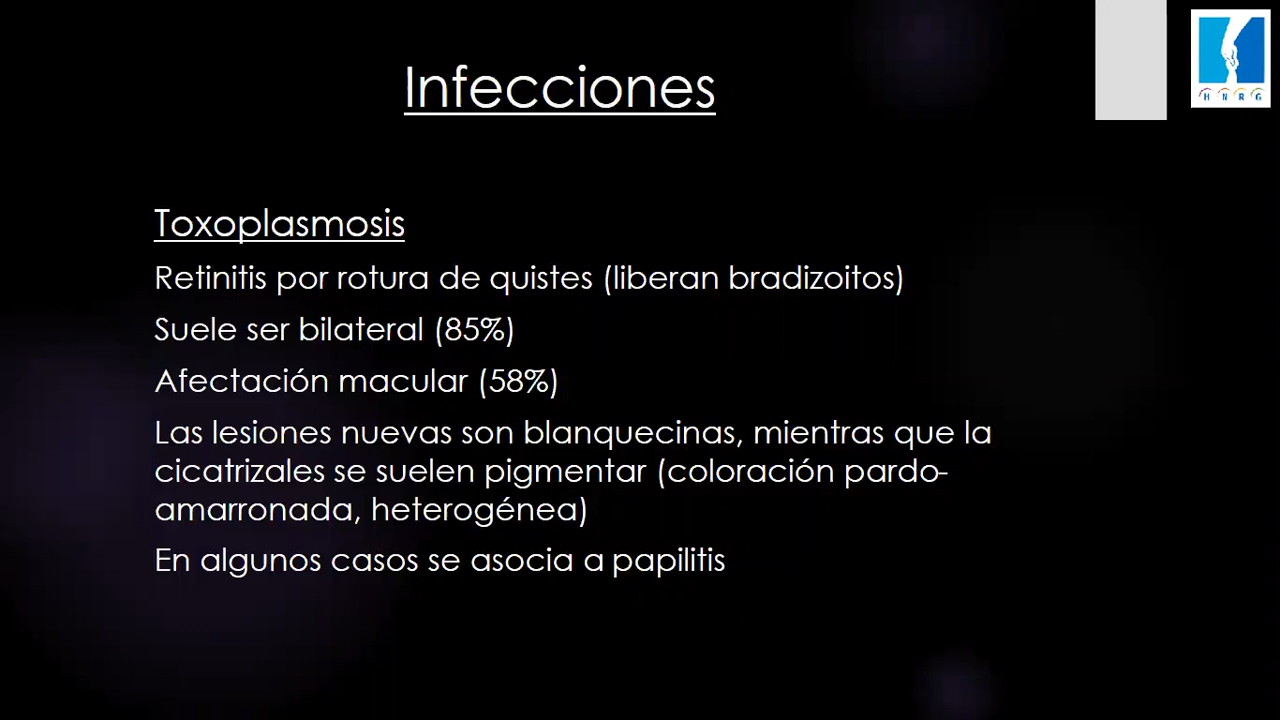 Infecciones
H N R G
Toxoplasmosis
Retinitis por rotura de quistes (liberan bradizoitos)
Suele ser bilateral (85%)
Afectación macular (58%)
Las lesiones nuevas son blanquecinas, mientras que la
cicatrizales se suelen pigmentar (coloración pardo-
amarronada, heterogénea)
En algunos casos se asocia a papilitis